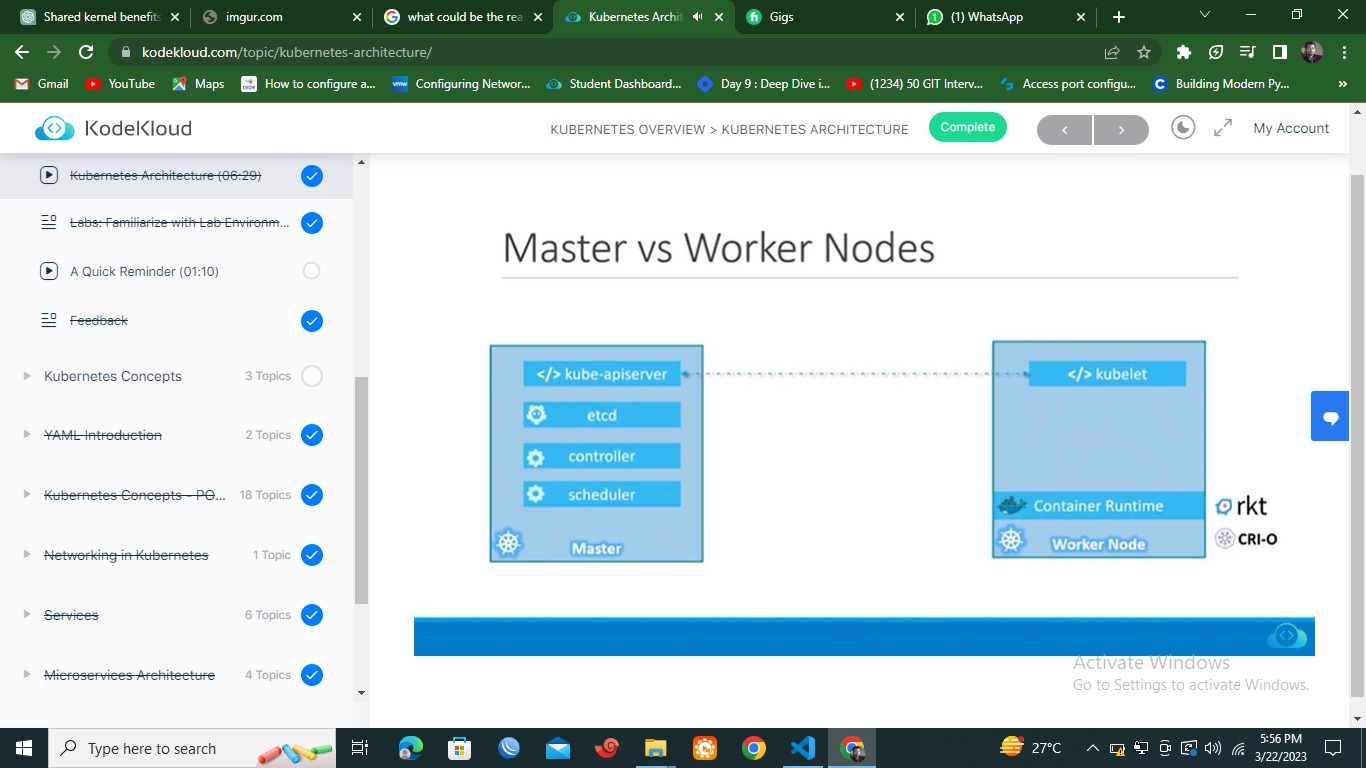 Shared kernel benefits
imgur.com
what could be the rea
Kubernetes Archit
Gigs
(1) WhatsApp
kodekloud.com/topic/kubernetes-architecture/
Gmail
YouTube
Maps
How to configure a...
Configuring Networ...
Student Dashboard...
Day 9 : Deep Dive i...
(1234) 50 GIT Interv...
Access port configu...
Building Modern Py...
»
KodeKloud
KUBERNETES OVERVIEW > KUBERNETES ARCHITECTURE
Complete
My Account
Kubernetes Architecture (06:29)
Labs: Familiarize with Lab Environm...
A Quick Reminder (01:10)
Feedback
Kubernetes Concepts 3 Topics
YAML Introduction 2 Topics
Kubernetes Concepts - PO... 18 Topics
Networking in Kubernetes 1 Topic
Services 6 Topics
Microservices Architecture 4 Topics
Master vs Worker Nodes
</> kube-apiserver
etcd
controller
scheduler
Master
</> kubelet
Container Runtime
Worker Node
rkt
CRI-O
Activate Windows
Go to Settings to activate Windows.
Type here to search
27°C
5:56 PM
3/22/2023